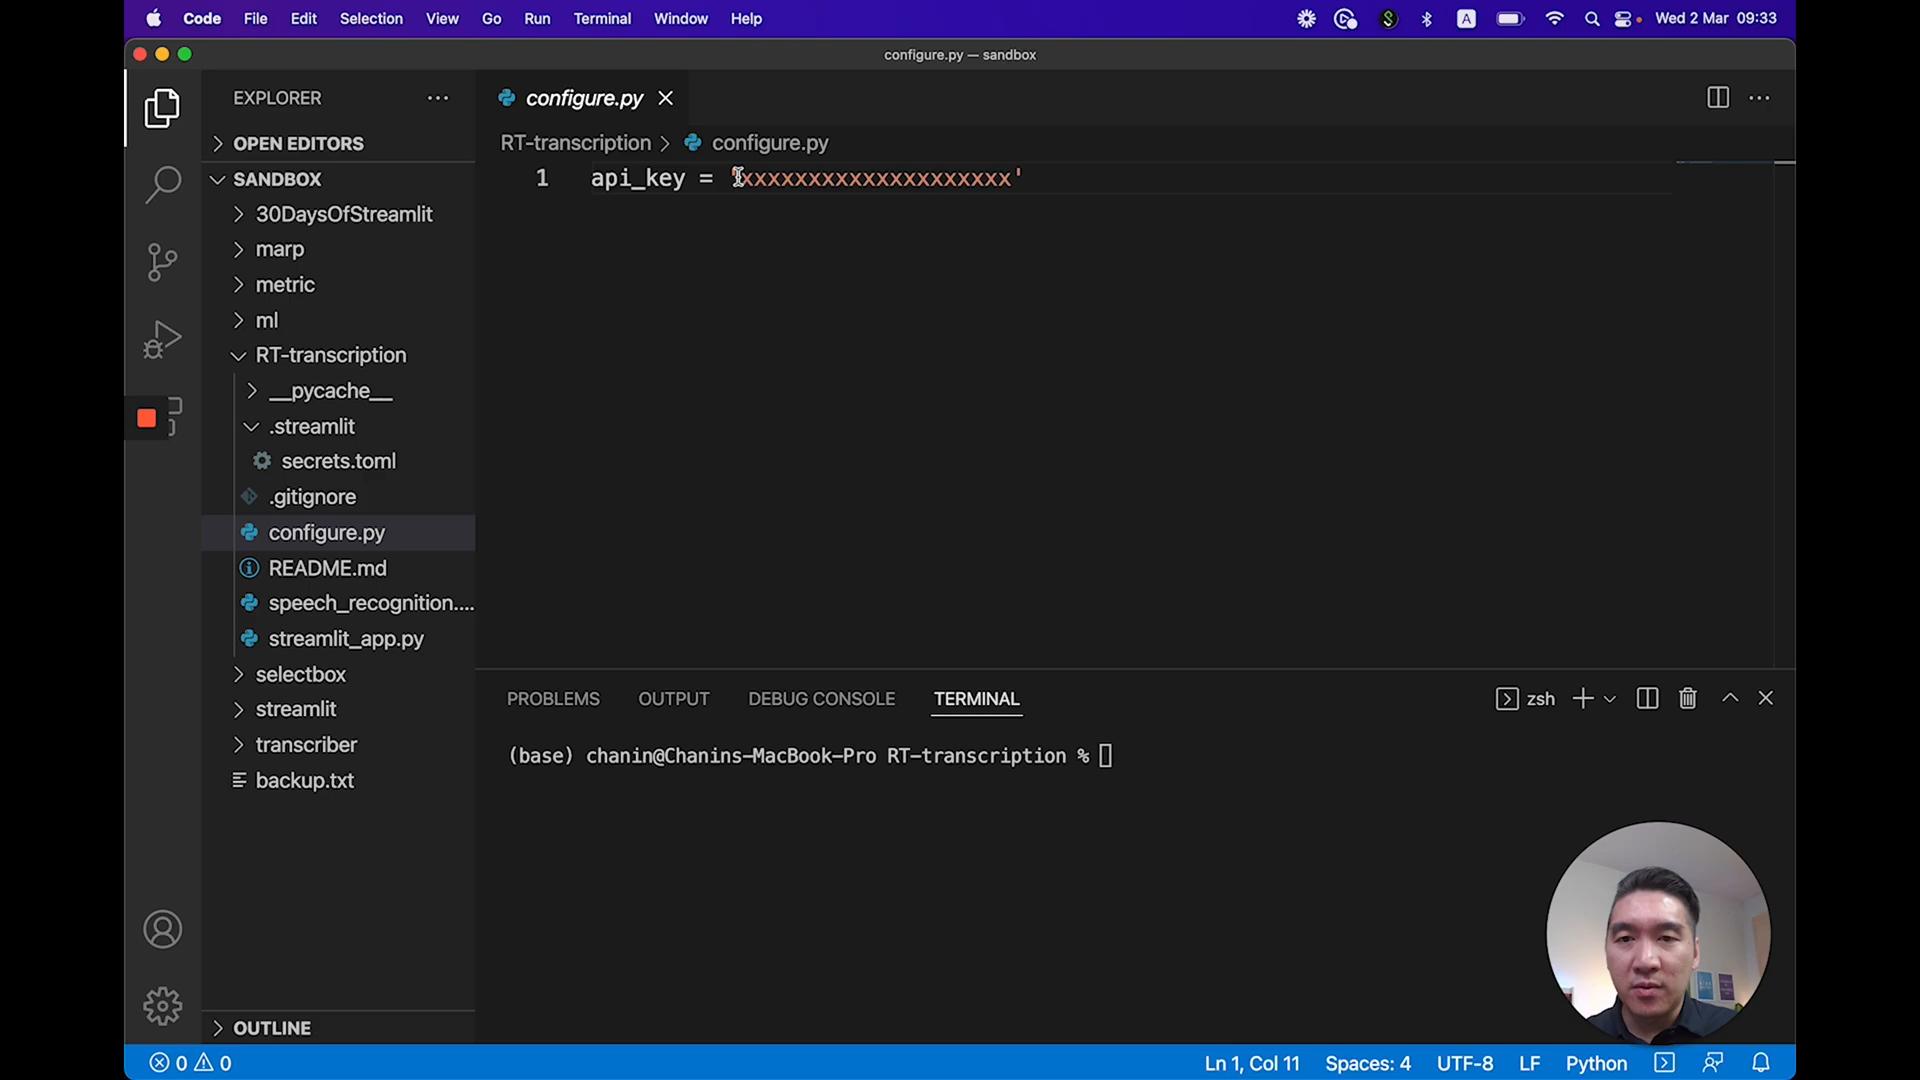 Code File Edit Selection View Go Run Terminal Window Help A Wed 2 Mar 09:33
configure.py — sandbox
EXPLORER
OPEN EDITORS
SANDBOX
30DaysOfStreamlit
marp
metric
ml
RT-transcription
__pycache__
.streamlit
secrets.toml
.gitignore
configure.py
README.md
speech_recognition....
streamlit_app.py
selectbox
streamlit
transcriber
backup.txt
OUTLINE
configure.py
RT-transcription > configure.py
1 api_key = 'xxxxxxxxxxxxxxxxxxxx'
PROBLEMS OUTPUT DEBUG CONSOLE TERMINAL zsh
(base) chanin@Chanins-MacBook-Pro RT-transcription %
0 0 Ln 1, Col 11 Spaces: 4 UTF-8 LF Python